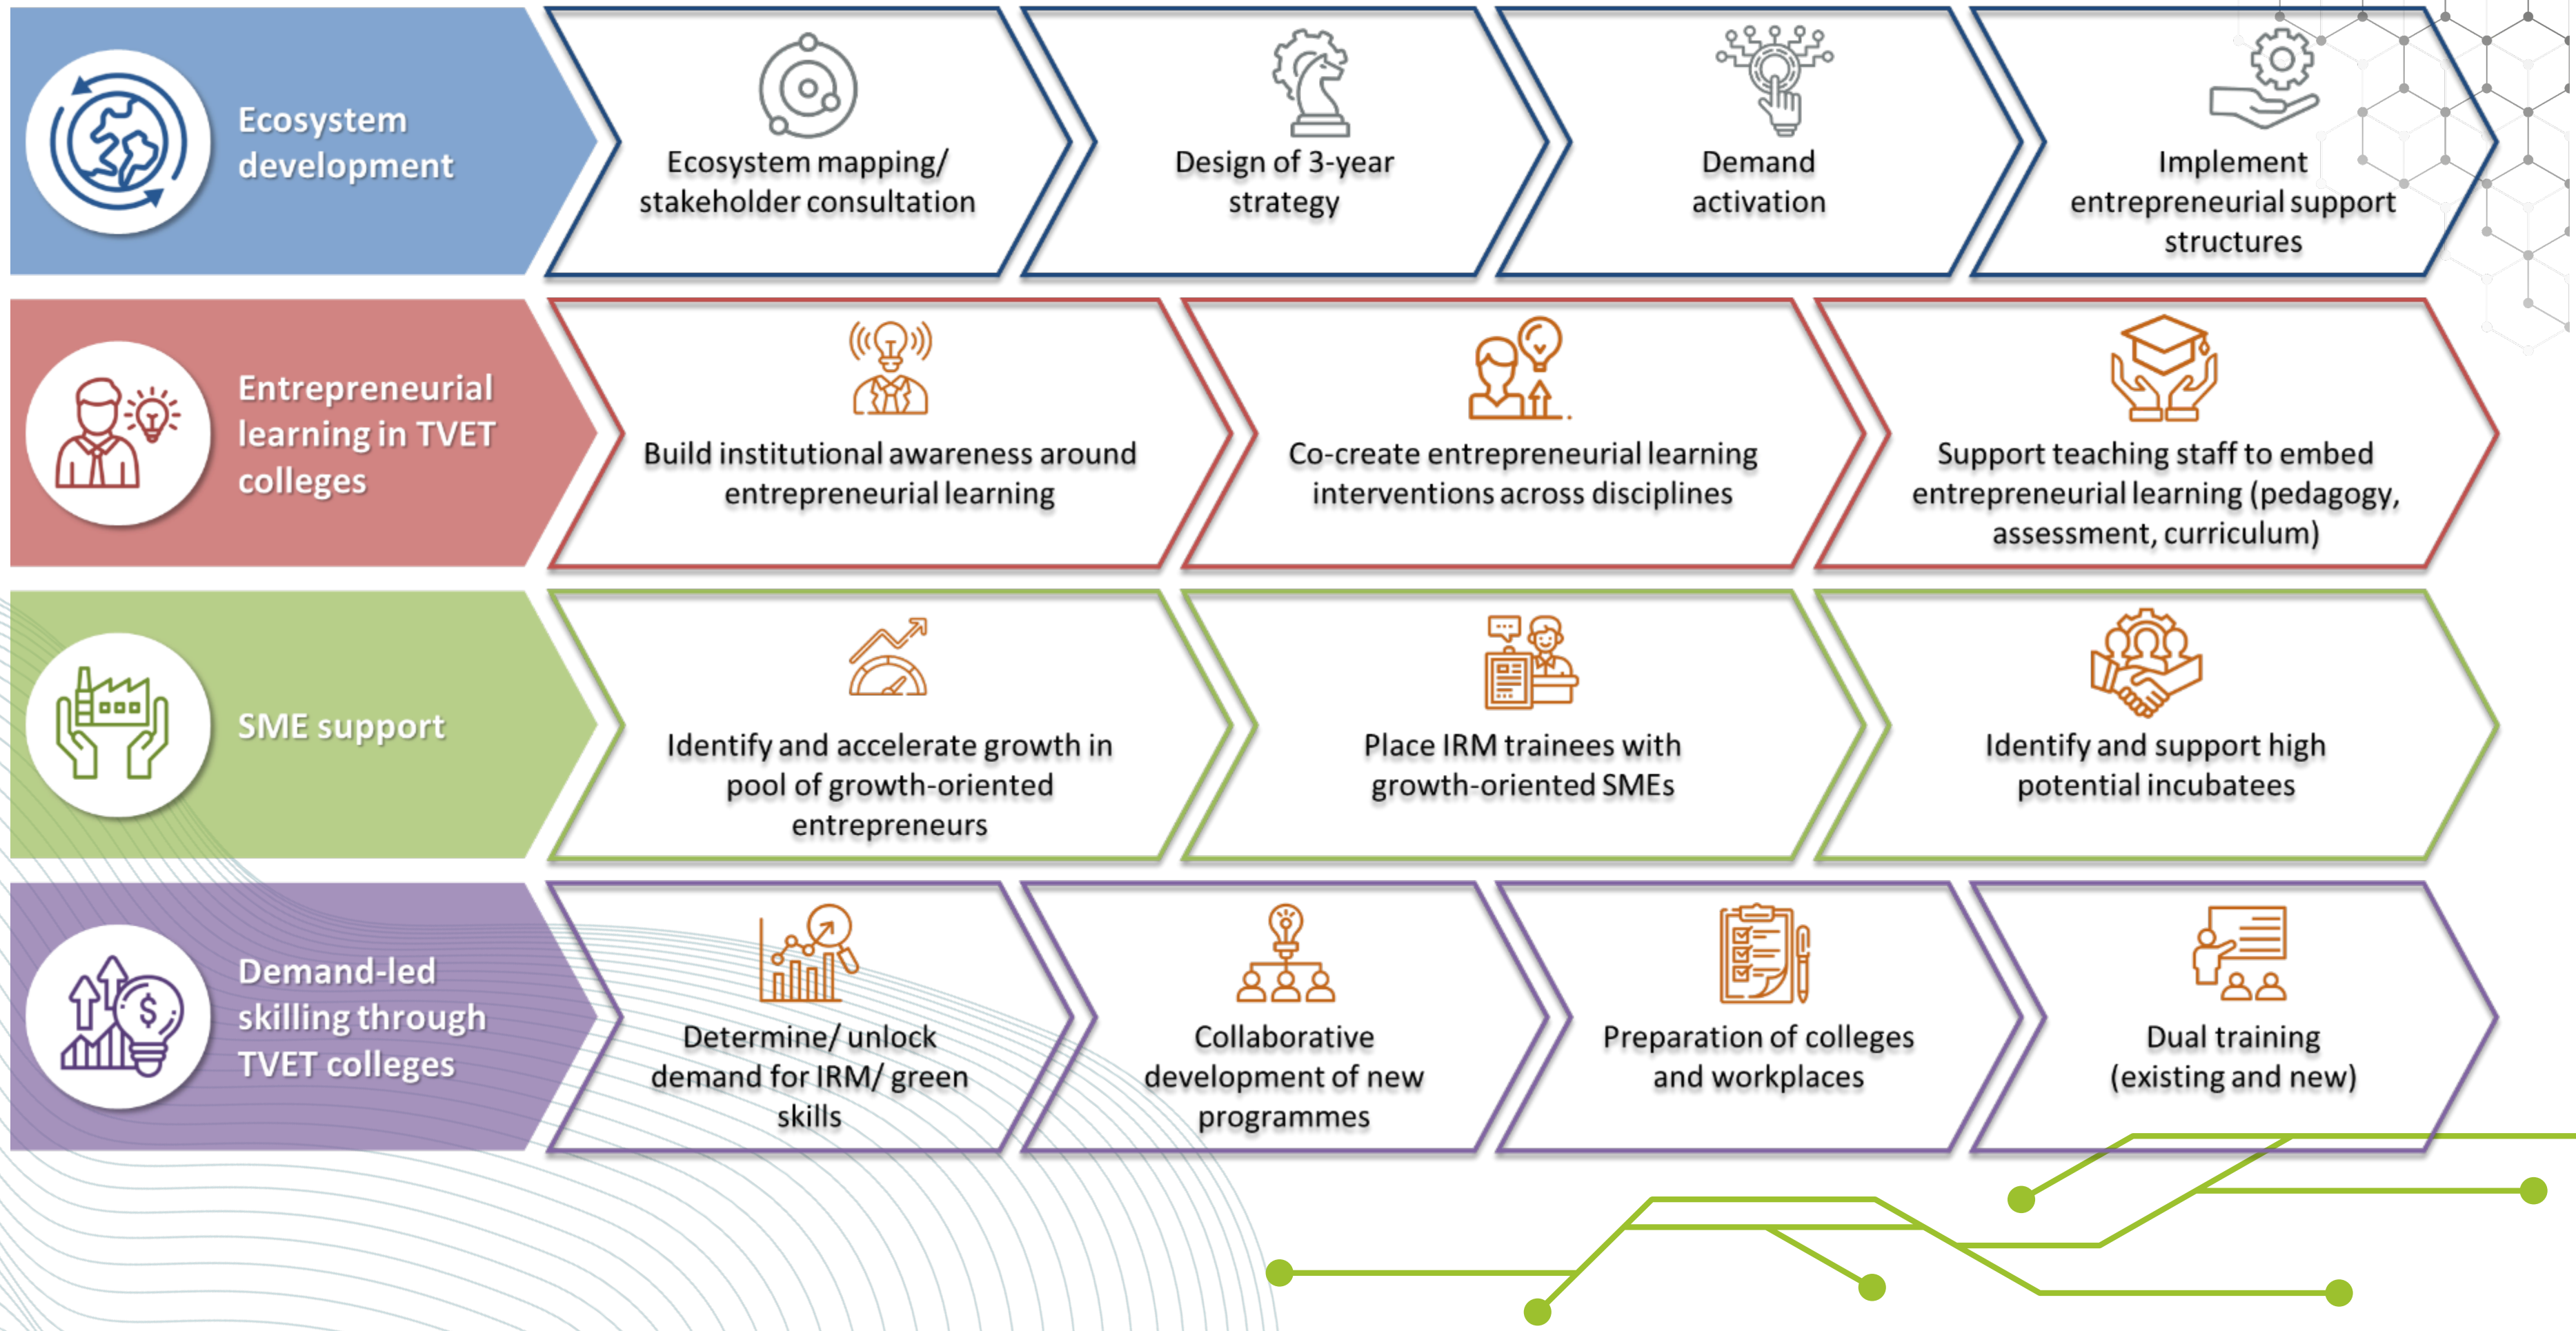 Ecosystem
development
Ecosystem mapping/
stakeholder consultation
Design of 3-year
strategy
Demand
activation
Implement
entrepreneurial support
structures
Entrepreneurial
learning in TVET
colleges
Build institutional awareness around
entrepreneurial learning
Co-create entrepreneurial learning
interventions across disciplines
Support teaching staff to embed
entrepreneurial learning (pedagogy,
assessment, curriculum)
SME support
Identify and accelerate growth in
pool of growth-oriented
entrepreneurs
Place IRM trainees with
growth-oriented SMEs
Identify and support high
potential incubatees
Demand-led
skilling through
TVET colleges
Determine/ unlock
demand for IRM/ green
skills
Collaborative
development of new
programmes
Preparation of colleges
and workplaces
Dual training
(existing and new)